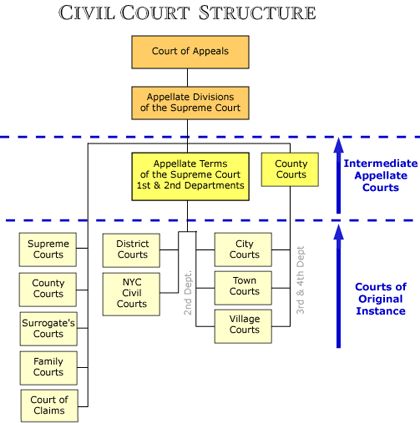 CIVIL COURT STRUCTURE
Court of Appeals
Appellate Divisions
of the Supreme Court
Appellate Terms
of the Supreme Court
1st & 2nd Departments
County
Courts
Intermediate
Appellate
Courts
Supreme
Courts
County
Courts
Surrogate's
Courts
Family
Courts
Court of
Claims
District
Courts
NYC
Civil
Courts
2nd Dept.
City
Courts
Town
Courts
Village
Courts
3rd & 4th Dept
Courts of
Original
Instance